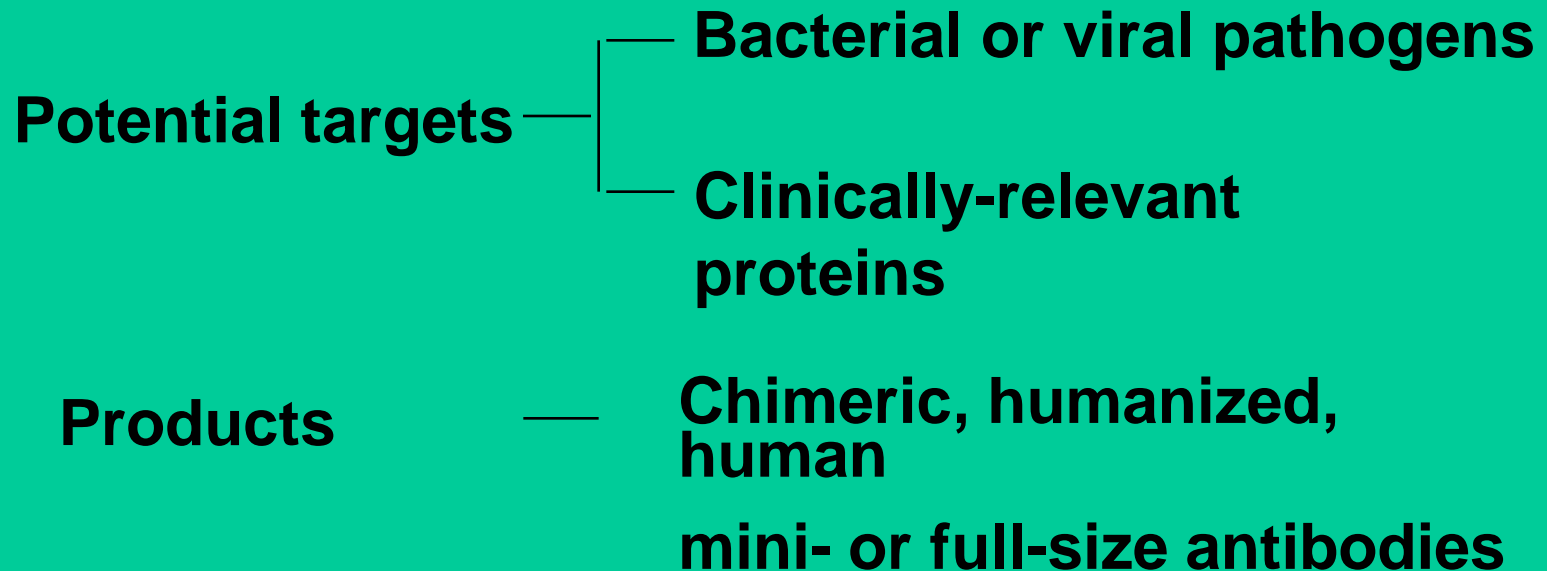 Bacterial or viral pathogens
Potential targets
Clinically-relevant
proteins
Products
Chimeric, humanized,
human
mini- or full-size antibodies